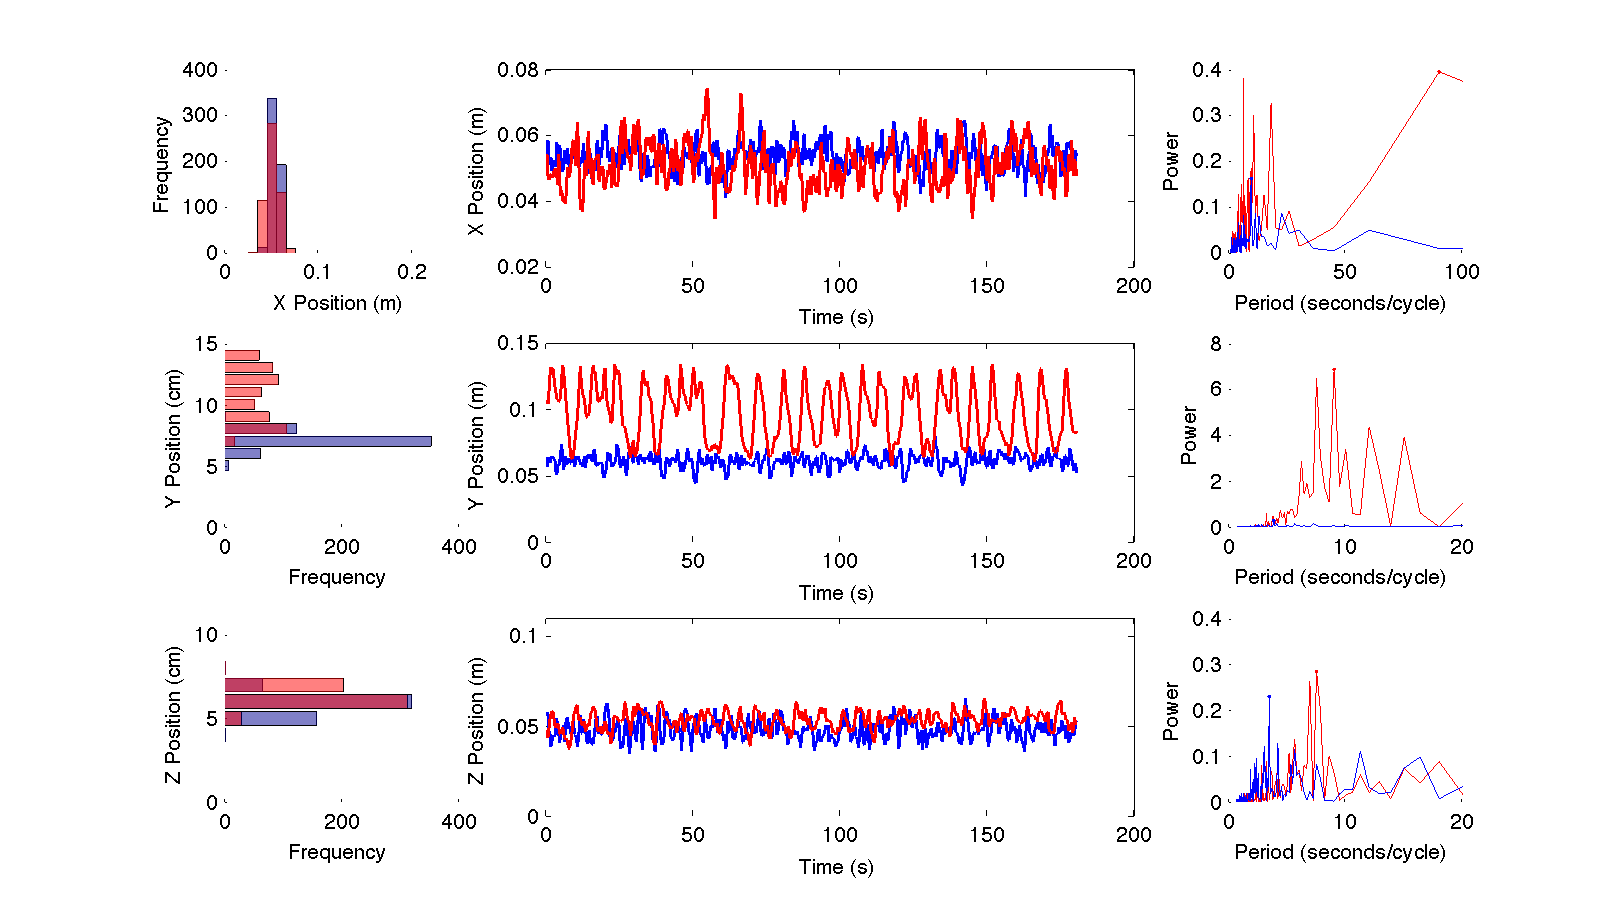 400
300
200
100
0
Frequency
0 0.1 0.2
X Position (m)
0.08
0.06
0.04
0.02
X Position (m)
0 50 100 150 200
Time (s)
0.4
0.3
0.2
0.1
0
Power
0 50 100
Period (seconds/cycle)
15
10
5
0
Y Position (cm)
0 200 400
Frequency
0.15
0.1
0.05
0
Y Position (m)
0 50 100 150 200
Time (s)
8
6
4
2
0
Power
0 10 20
Period (seconds/cycle)
10
5
0
Z Position (cm)
0 200 400
Frequency
0.1
0.05
0
Z Position (m)
0 50 100 150 200
Time (s)
0.4
0.3
0.2
0.1
0
Power
0 10 20
Period (seconds/cycle)